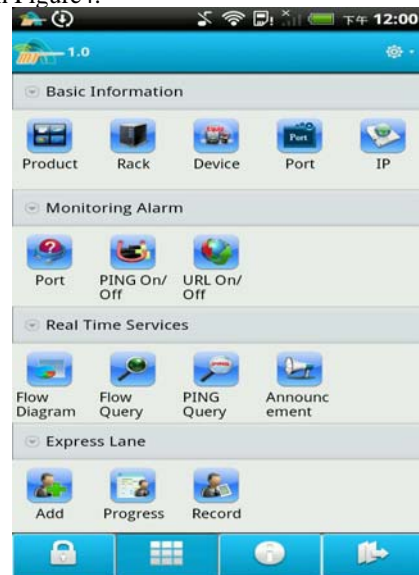 n Figure4.
下午 12:00
1.0
Basic Information
Product Rack Device Port IP
Monitoring Alarm
Port PING On/ URL On/
Off Off
Real Time Services
Flow Flow PING Announc
Diagram Query Query ement
Express Lane
Add Progress Record